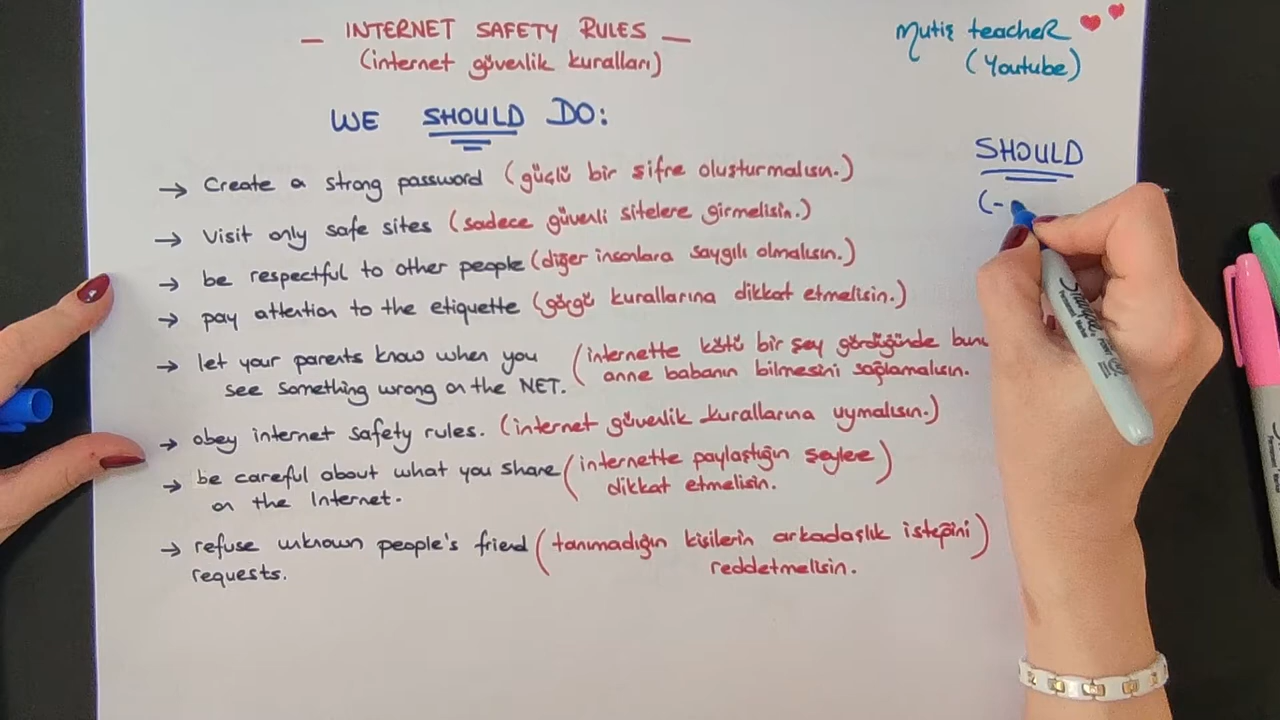 _ INTERNET SAFETY RULES _
(internet güvenlik kuralları)
Mutiş teacher
(Youtube)
WE SHOULD DO:
SHOULD
(-
→ Create a strong password (güçlü bir şifre oluşturmalısın.)
→ Visit only safe sites (sadece güvenli sitelere girmelisin.)
→ be respectful to other people (diğer insanlara saygılı olmalısın.)
→ pay attention to the etiquette (görgü kurallarına dikkat etmelisin.)
→ let your parents know when you (internette kötü bir şey gördüğünde
see something wrong on the NET. anne babanın bilmesini sağlamalısın.
→ obey internet safety rules. (internet güvenlik kurallarına uymalısın.)
→ be careful about what you share (internette paylaştığın şeylere)
on the Internet. dikkat etmelisin.
→ refuse unknown people's friend (tanımadığın kişilerin arkadaşlık isteğini)
requests. reddetmelisin.
Sharpie